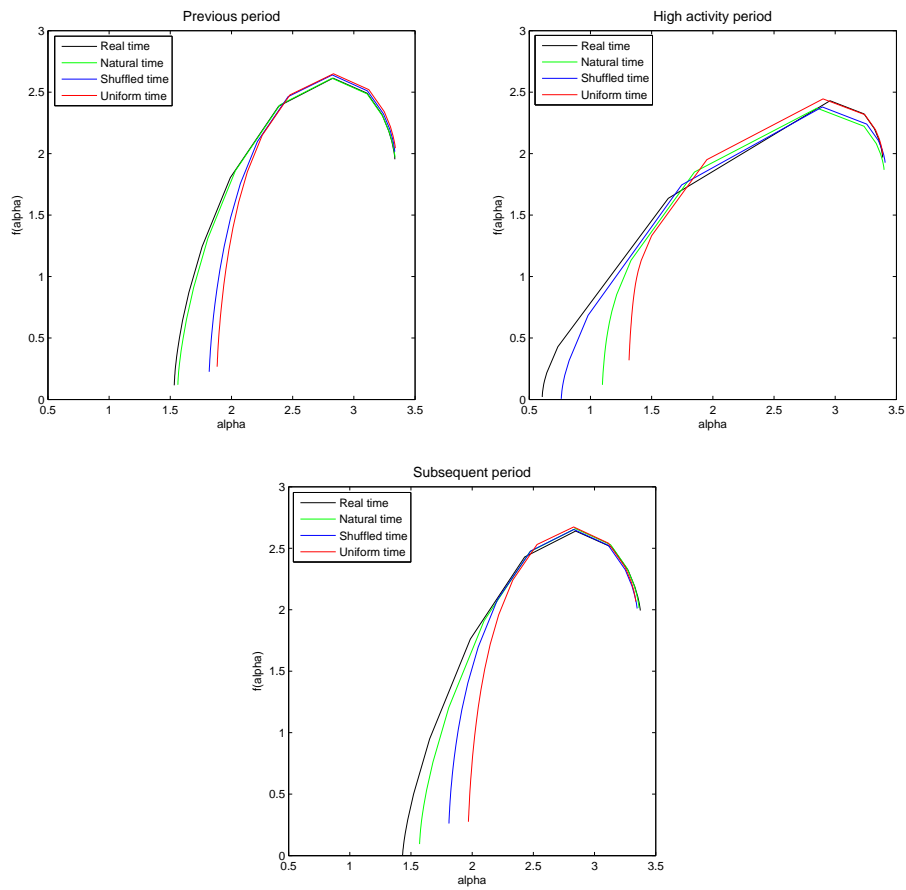 Previous period
3
2.5
2
1.5
1
0.5
0
f(alpha)
Real time
Natural time
Shuffled time
Uniform time
0.5 1 1.5 2 2.5 3 3.5
alpha
High activity period
3
2.5
2
1.5
1
0.5
0
f(alpha)
Real time
Natural time
Shuffled time
Uniform time
0.5 1 1.5 2 2.5 3 3.5
alpha
Subsequent period
3
2.5
2
1.5
1
0.5
0
f(alpha)
Real time
Natural time
Shuffled time
Uniform time
0.5 1 1.5 2 2.5 3 3.5
alpha